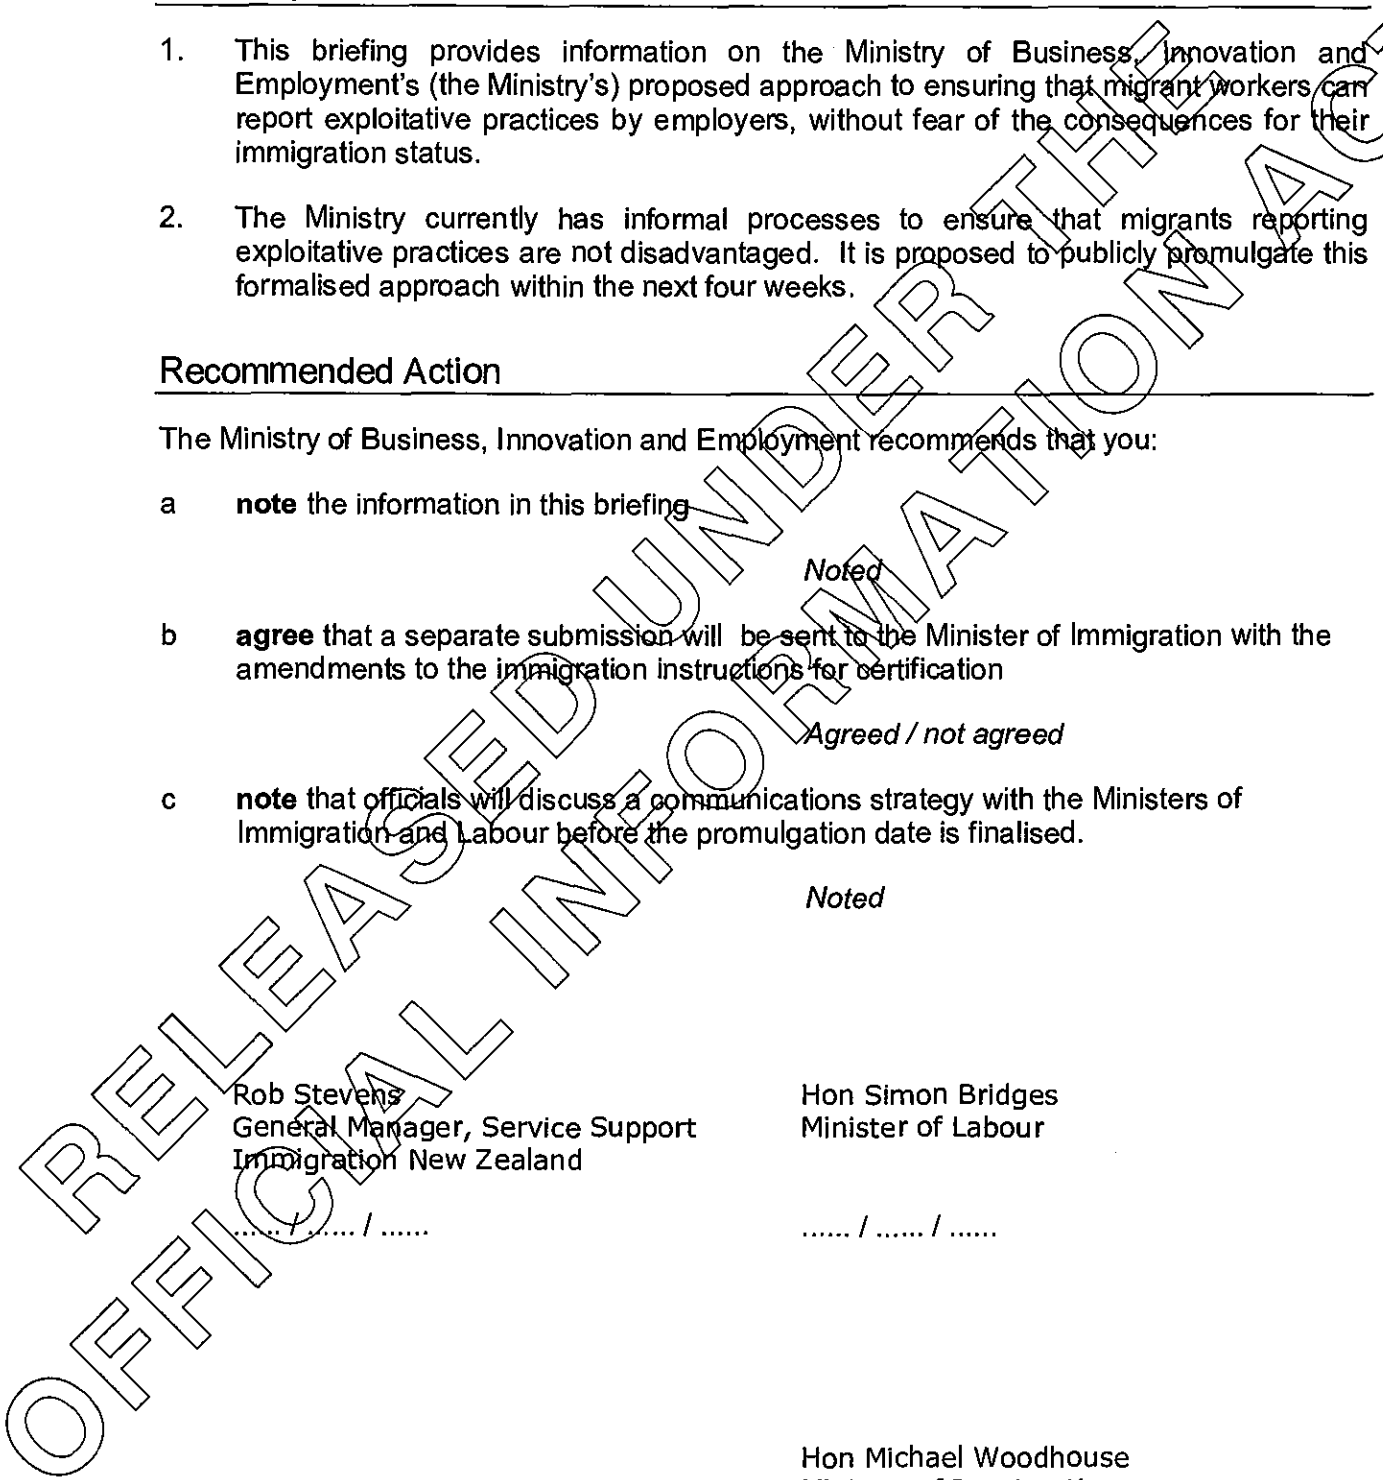 1. This briefing provides information on the Ministry of Business, Innovation and
Employment's (the Ministry's) proposed approach to ensuring that migrant workers can
report exploitative practices by employers, without fear of the consequences for their
immigration status.
2. The Ministry currently has informal processes to ensure that migrants reporting
exploitative practices are not disadvantaged. It is proposed to publicly promulgate this
formalised approach within the next four weeks.
Recommended Action
The Ministry of Business, Innovation and Employment recommends that you:
a note the information in this briefing
Noted
b agree that a separate submission will be sent to the Minister of Immigration with the
amendments to the immigration instructions for certification
Agreed / not agreed
c note that officials will discuss a communications strategy with the Ministers of
Immigration and Labour before the promulgation date is finalised.
Noted
Rob Stevens
General Manager, Service Support
Immigration New Zealand
...... / ...... / ......
Hon Simon Bridges
Minister of Labour
...... / ...... / ......
Hon Michael Woodhouse
RELEASED UNDER THE
OFFICIAL INFORMATION ACT